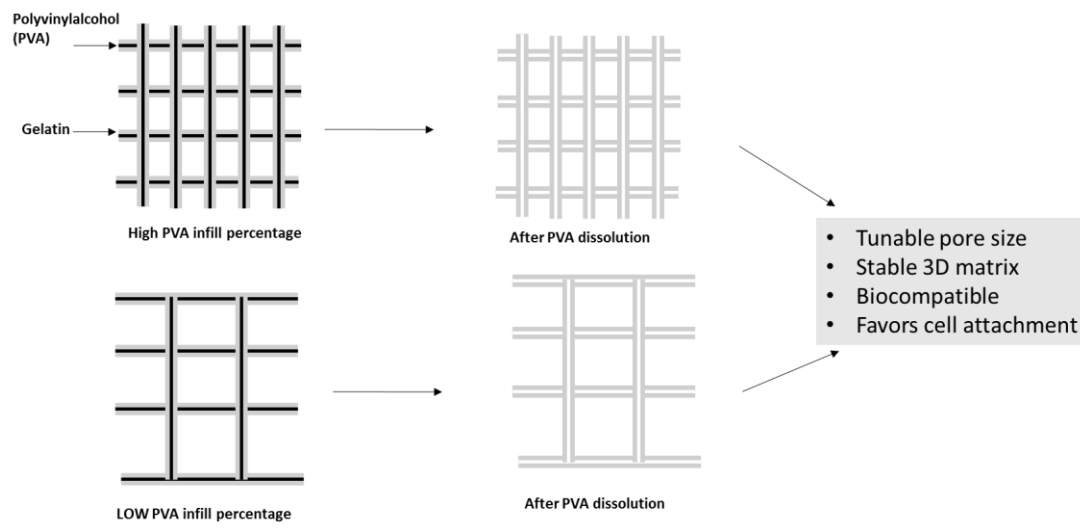 Polyvinylalcohol
(PVA)
Gelatin
High PVA infill percentage
After PVA dissolution
LOW PVA infill percentage
After PVA dissolution
• Tunable pore size
• Stable 3D matrix
• Biocompatible
• Favors cell attachment